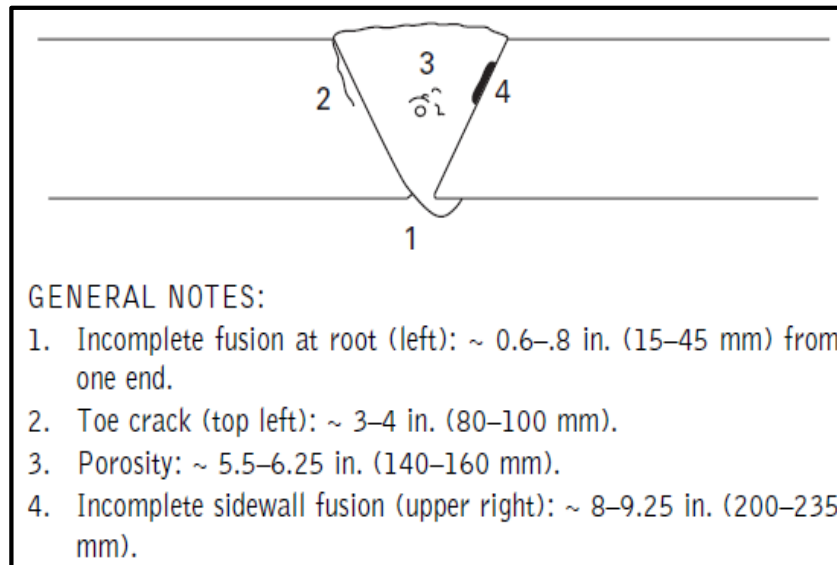 3
2
4
1
GENERAL NOTES:
1. Incomplete fusion at root (left): ~ 0.6–.8 in. (15–45 mm) from
one end.
2. Toe crack (top left): ~ 3–4 in. (80–100 mm).
3. Porosity: ~ 5.5–6.25 in. (140–160 mm).
4. Incomplete sidewall fusion (upper right): ~ 8–9.25 in. (200–235
mm).